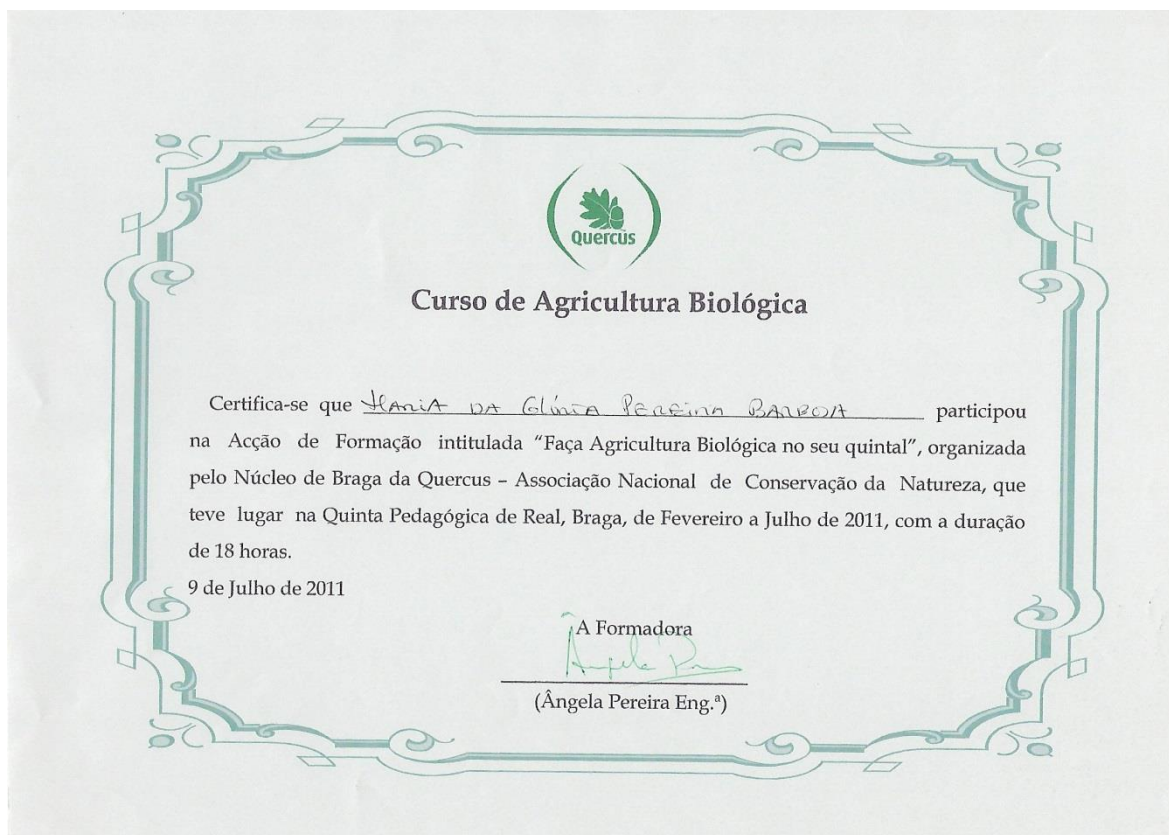 Quercus
Curso de Agricultura Biológica
Certifica-se que Maria da Glória Pereira Barbosa participou
na Acção de Formação intitulada “Faça Agricultura Biológica no seu quintal”, organizada
pelo Núcleo de Braga da Quercus – Associação Nacional de Conservação da Natureza, que
teve lugar na Quinta Pedagógica de Real, Braga, de Fevereiro a Julho de 2011, com a duração
de 18 horas.
9 de Julho de 2011
A Formadora
Ângela
(Ângela Pereira Eng.ª)